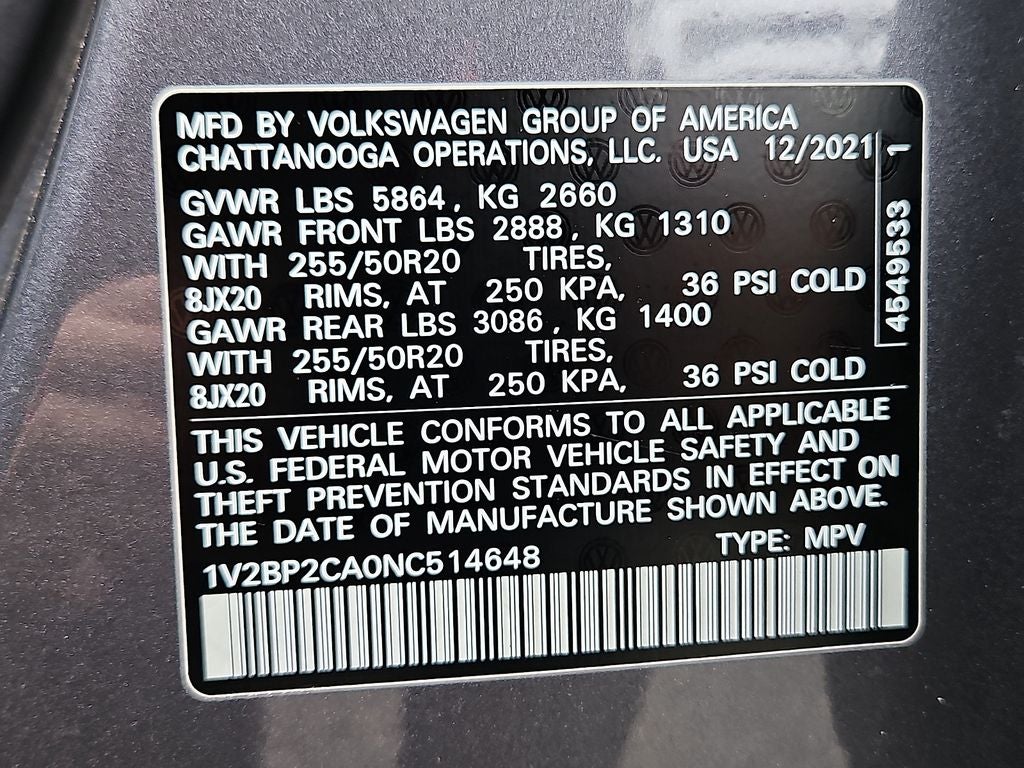 MFD BY VOLKSWAGEN GROUP OF AMERICA
CHATTANOOGA OPERATIONS, LLC. USA 12/2021
GVWR LBS 5864, KG 2660
GAWR FRONT LBS 2888, KG 1310
WITH 255/50R20 TIRES,
8JX20 RIMS, AT 250 KPA, 36 PSI COLD
GAWR REAR LBS 3086, KG 1400
WITH 255/50R20 TIRES,
8JX20 RIMS, AT 250 KPA, 36 PSI COLD
4549533 1
THIS VEHICLE CONFORMS TO ALL APPLICABLE
U.S. FEDERAL MOTOR VEHICLE SAFETY AND
THEFT PREVENTION STANDARDS IN EFFECT ON
THE DATE OF MANUFACTURE SHOWN ABOVE.
1V2BP2CA0NC514648 TYPE: MPV